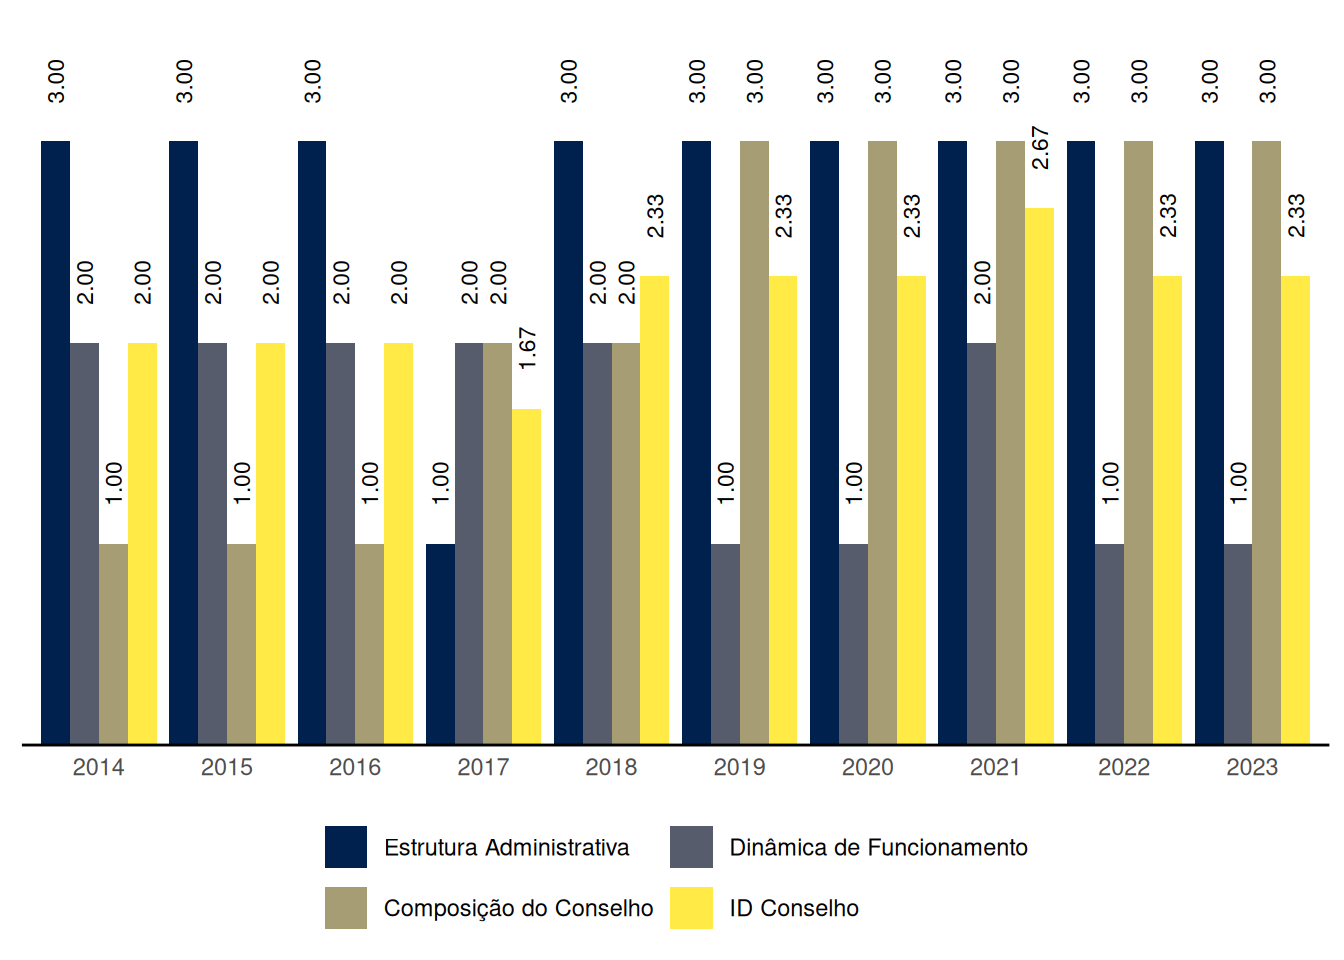 3.00 3.00 3.00 3.00 3.00 3.00 3.00 3.00 3.00 3.00 3.00 3.00 3.00 3.00
2.67
2.33 2.33 2.33 2.33 2.33
2.00 2.00 2.00 2.00 2.00 2.00 2.00 2.00 2.00 2.00 2.00
1.67
1.00 1.00 1.00 1.00 1.00 1.00 1.00 1.00
2014 2015 2016 2017 2018 2019 2020 2021 2022 2023
Estrutura Administrativa Dinâmica de Funcionamento
Composição do Conselho ID Conselho